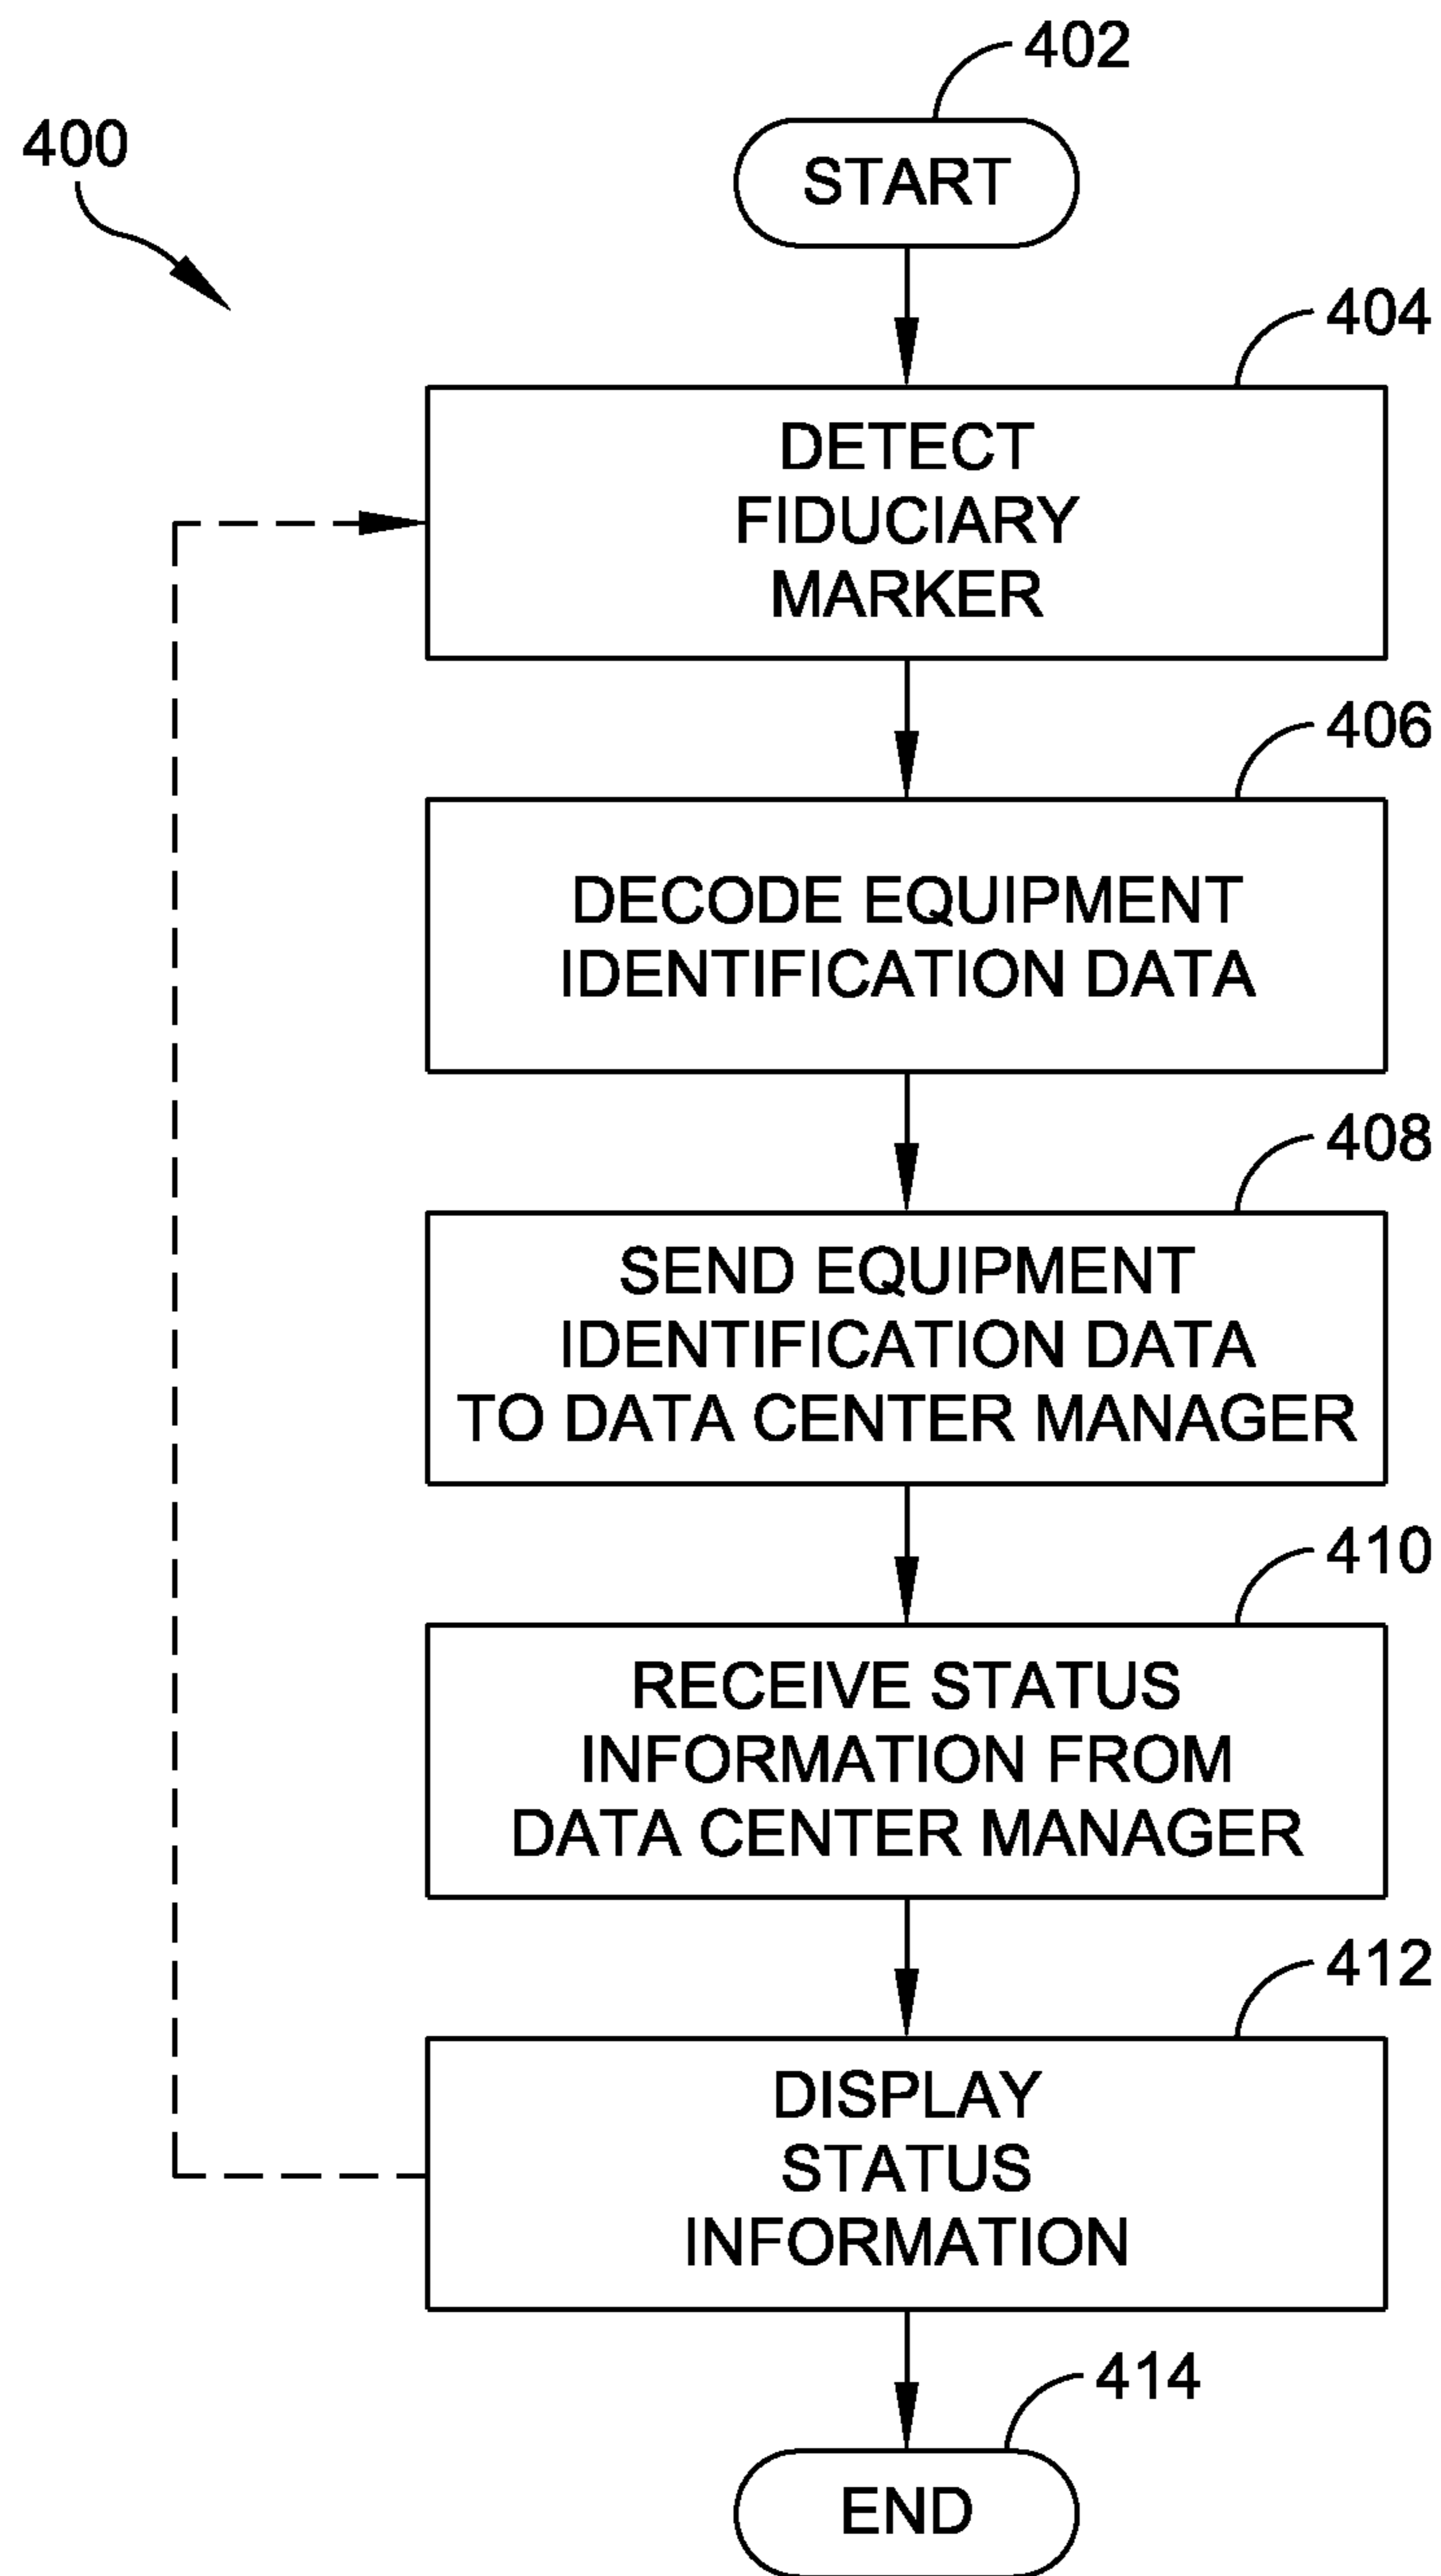 402
400
START
404
DETECT
FIDUCIARY
MARKER
406
DECODE EQUIPMENT
IDENTIFICATION DATA
408
SEND EQUIPMENT
IDENTIFICATION DATA
TO DATA CENTER MANAGER
410
RECEIVE STATUS
INFORMATION FROM
DATA CENTER MANAGER
412
DISPLAY
STATUS
INFORMATION
414
END